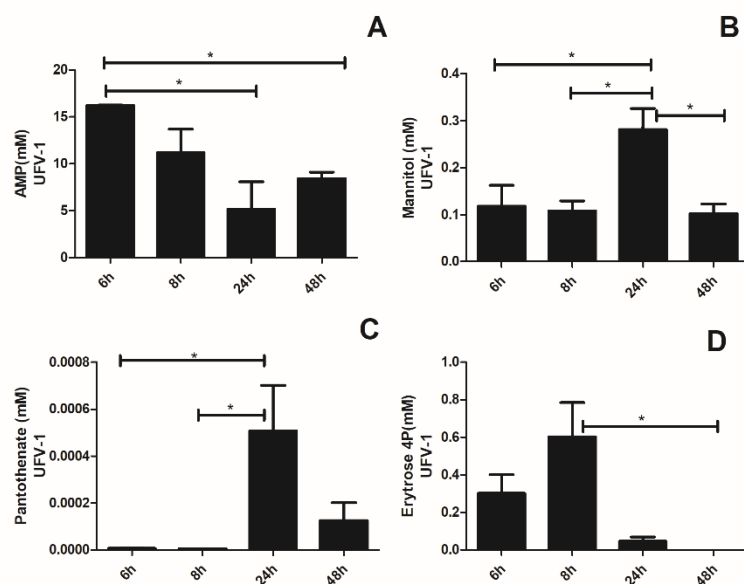 A
*
*
20
15
10
5
0
AMP(mM)
UFV-1
6h
8h
24h
48h
B
*
*
*
0.4
0.3
0.2
0.1
0.0
Mannitol (mM)
UFV-1
6h
8h
24h
48h
C
*
*
0.0008
0.0006
0.0004
0.0002
0.0000
Pantothenate (mM)
UFV-1
6h
8h
24h
48h
D
*
1.0
0.8
0.6
0.4
0.2
0.0
Erytrose 4P(mM)
UFV-1
6h
8h
24h
48h